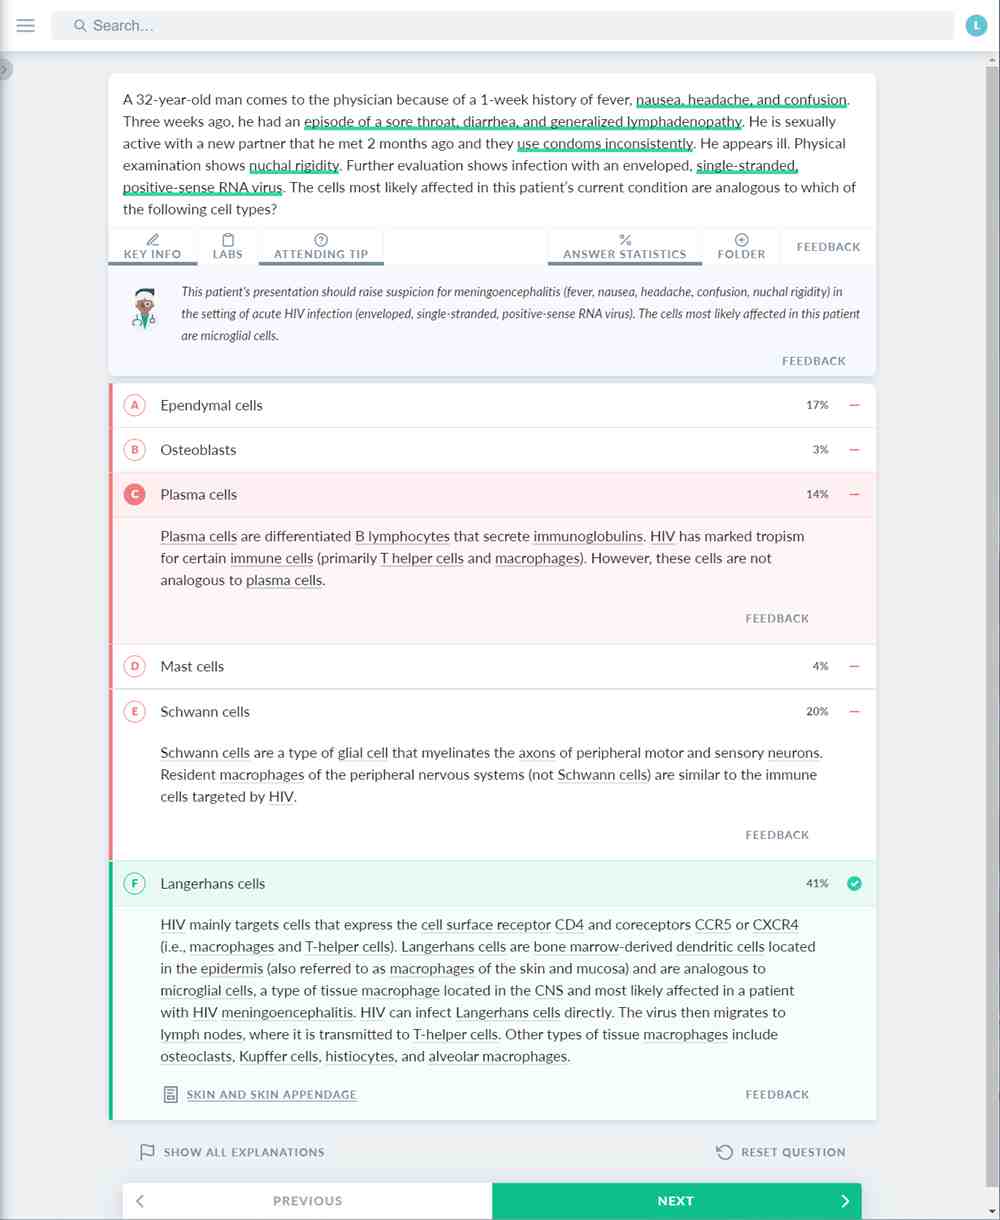 Search...
L
A 32-year-old man comes to the physician because of a 1-week history of fever, nausea, headache, and confusion.
Three weeks ago, he had an episode of a sore throat, diarrhea, and generalized lymphadenopathy. He is sexually
active with a new partner that he met 2 months ago and they use condoms inconsistently. He appears ill. Physical
examination shows nuchal rigidity. Further evaluation shows infection with an enveloped, single-stranded,
positive-sense RNA virus. The cells most likely affected in this patient's current condition are analogous to which of
the following cell types?
KEY INFO LABS ATTENDING TIP ANSWER STATISTICS FOLDER FEEDBACK
This patient's presentation should raise suspicion for meningoencephalitis (fever, nausea, headache, confusion, nuchal rigidity) in
the setting of acute HIV infection (enveloped, single-stranded, positive-sense RNA virus). The cells most likely affected in this patient
are microglial cells.
FEEDBACK
A Ependymal cells 17%
B Osteoblasts 3%
C Plasma cells 14%
Plasma cells are differentiated B lymphocytes that secrete immunoglobulins. HIV has marked tropism
for certain immune cells (primarily T helper cells and macrophages). However, these cells are not
analogous to plasma cells.
FEEDBACK
D Mast cells 4%
E Schwann cells 20%
Schwann cells are a type of glial cell that myelinates the axons of peripheral motor and sensory neurons.
Resident macrophages of the peripheral nervous systems (not Schwann cells) are similar to the immune
cells targeted by HIV.
FEEDBACK
F Langerhans cells 41%
HIV mainly targets cells that express the cell surface receptor CD4 and coreceptors CCR5 or CXCR4
(i.e., macrophages and T-helper cells). Langerhans cells are bone marrow-derived dendritic cells located
in the epidermis (also referred to as macrophages of the skin and mucosa) and are analogous to
microglial cells, a type of tissue macrophage located in the CNS and most likely affected in a patient
with HIV meningoencephalitis. HIV can infect Langerhans cells directly. The virus then migrates to
lymph nodes, where it is transmitted to T-helper cells. Other types of tissue macrophages include
osteoclasts, Kupffer cells, histiocytes, and alveolar macrophages.
SKIN AND SKIN APPENDAGE FEEDBACK
SHOW ALL EXPLANATIONS RESET QUESTION
PREVIOUS NEXT